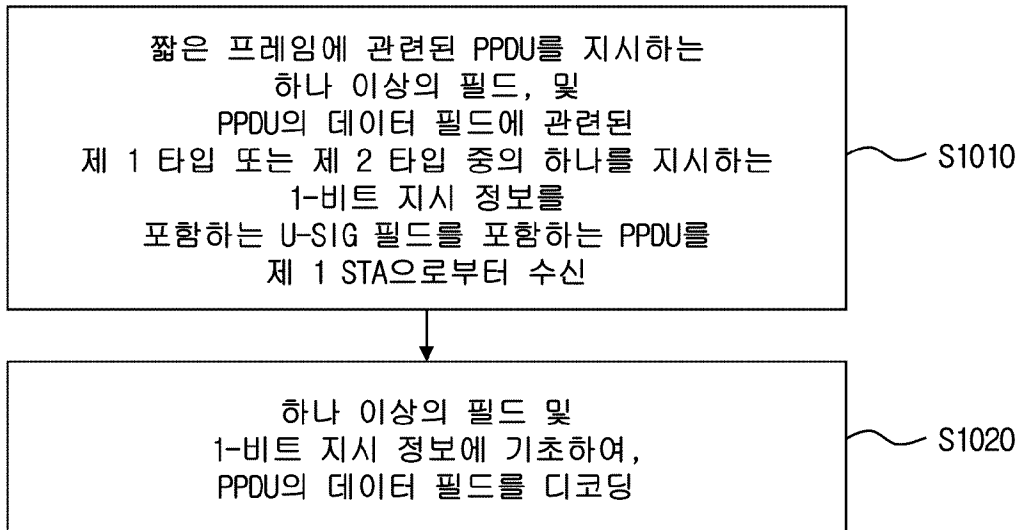 짧은 프레임에 관련된 PPDU를 지시하는
하나 이상의 필드, 및
PPDU의 데이터 필드에 관련된
제 1 타입 또는 제 2 타입 중의 하나를 지시하는
1-비트 지시 정보를
포함하는 U-SIG 필드를 포함하는 PPDU를
제 1 STA으로부터 수신
S1010
하나 이상의 필드 및
1-비트 지시 정보에 기초하여,
PPDU의 데이터 필드를 디코딩
S1020